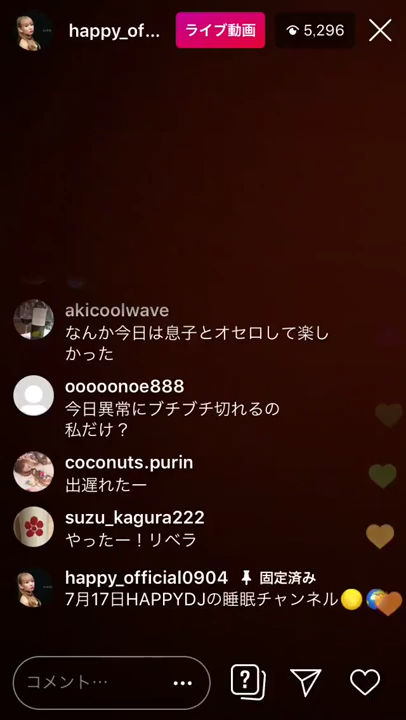 happy_of...
ライブ動画
5,296
akicoolwave
なんか今日は息子とオセロして楽し
かった
ooooonoe888
今日異常にブチブチ切れるの
私だけ？
coconuts.purin
出遅れたー
suzu_kagura222
やったー！リベラ
happy_official0904 固定済み
7月17日HAPPYDJの睡眠チャンネル
コメント…